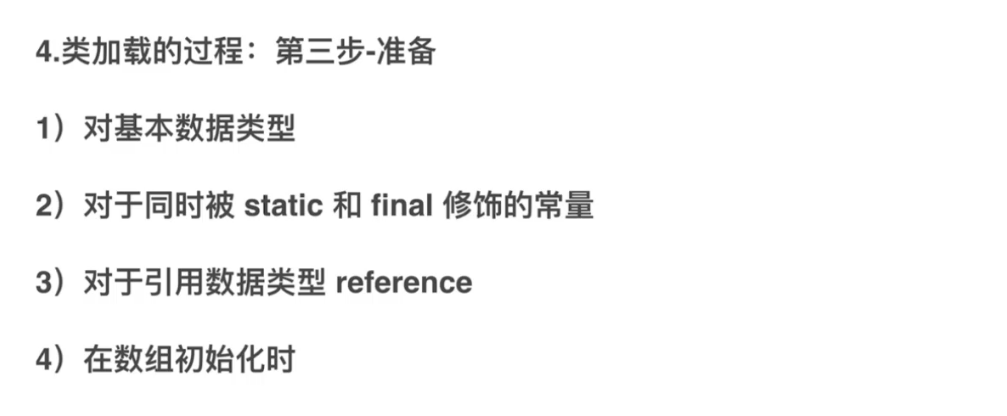 4.类加载的过程：第三步-准备
1）对基本数据类型
2）对于同时被 static 和 final 修饰的常量
3）对于引用数据类型 reference
4）在数组初始化时